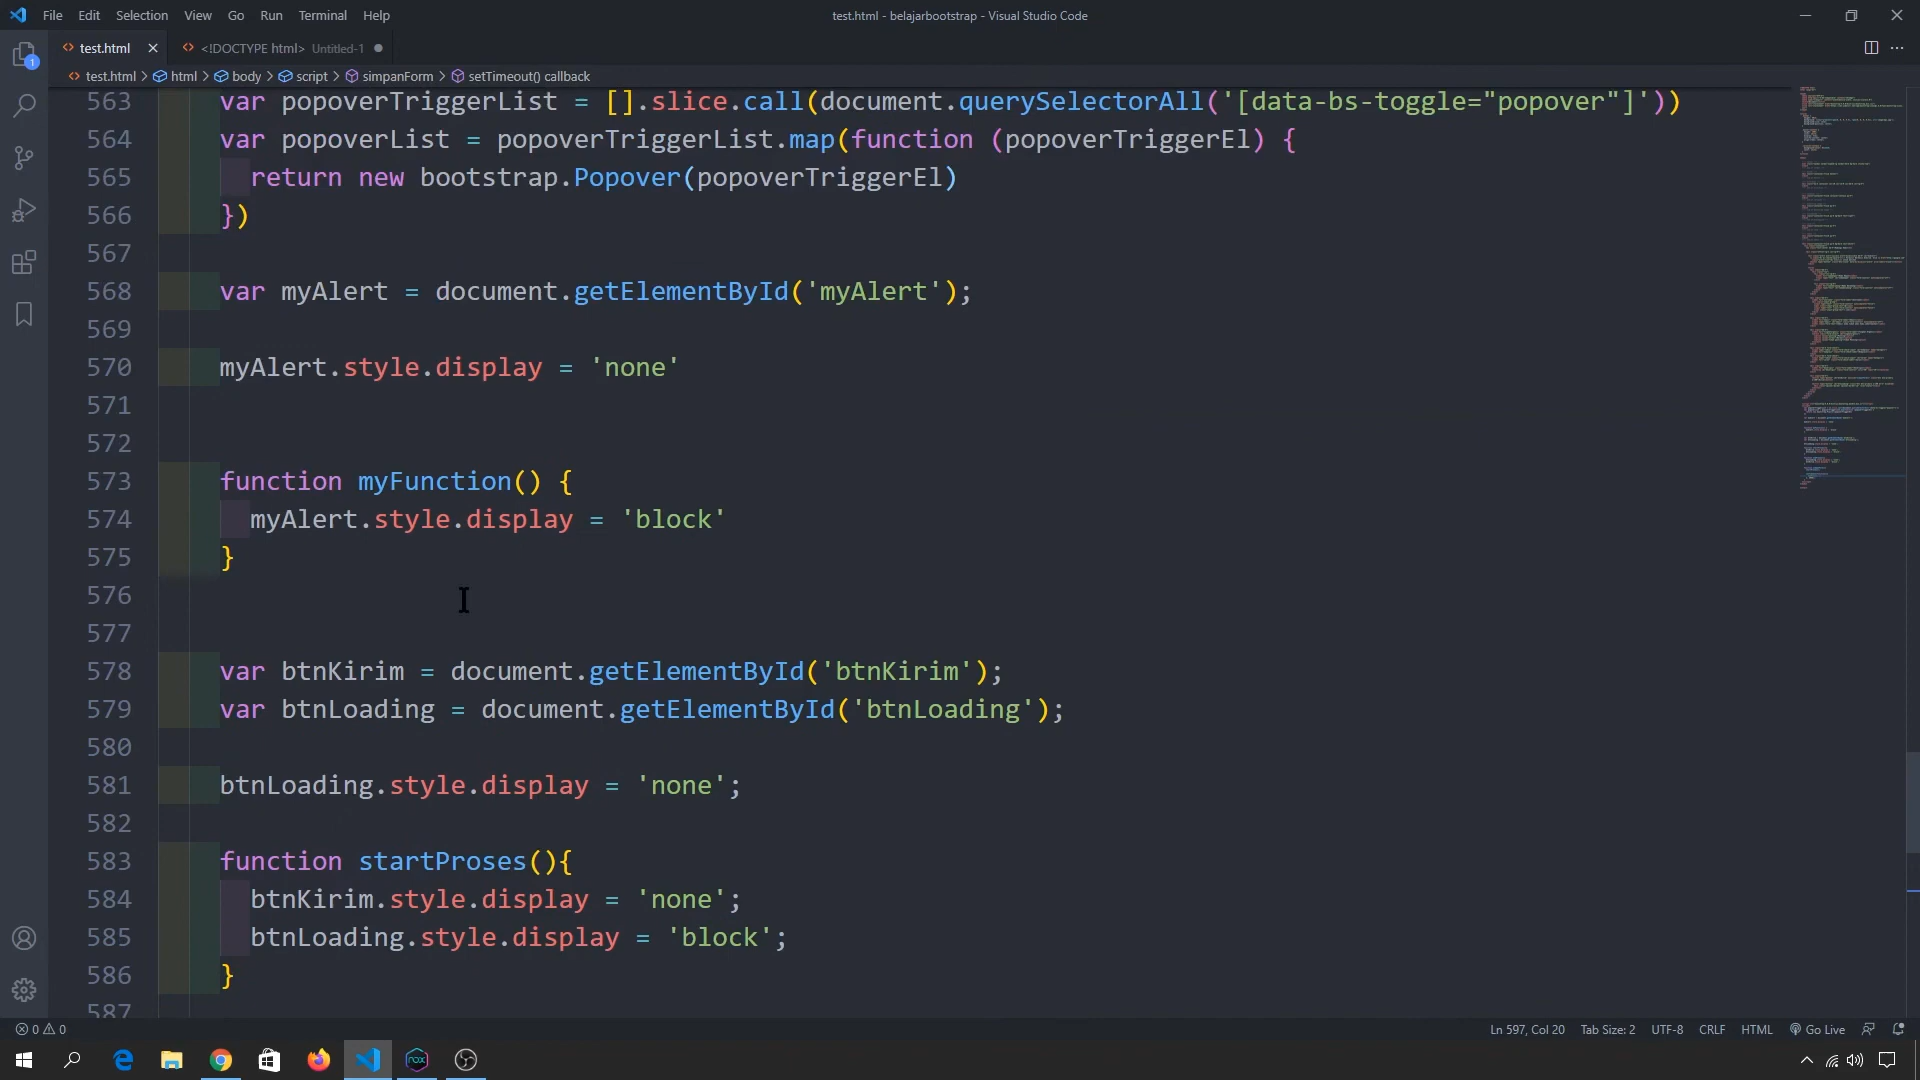 File Edit Selection View Go Run Terminal Help
test.html - belajarbootstrap - Visual Studio Code
test.html
<!DOCTYPE html> Untitled-1
1
test.html > html > body > script > simpanForm > setTimeout() callback
563 var popoverTriggerList = [].slice.call(document.querySelectorAll('[data-bs-toggle="popover"]'))
564 var popoverList = popoverTriggerList.map(function (popoverTriggerEl) {
565 return new bootstrap.Popover(popoverTriggerEl)
566 })
567
568 var myAlert = document.getElementById('myAlert');
569
570 myAlert.style.display = 'none'
571
572
573 function myFunction() {
574 myAlert.style.display = 'block'
575 }
576
577
578 var btnKirim = document.getElementById('btnKirim');
579 var btnLoading = document.getElementById('btnLoading');
580
581 btnLoading.style.display = 'none';
582
583 function startProses(){
584 btnKirim.style.display = 'none';
585 btnLoading.style.display = 'block';
586 }
587
0 0
Ln 597, Col 20 Tab Size: 2 UTF-8 CRLF HTML Go Live
nox